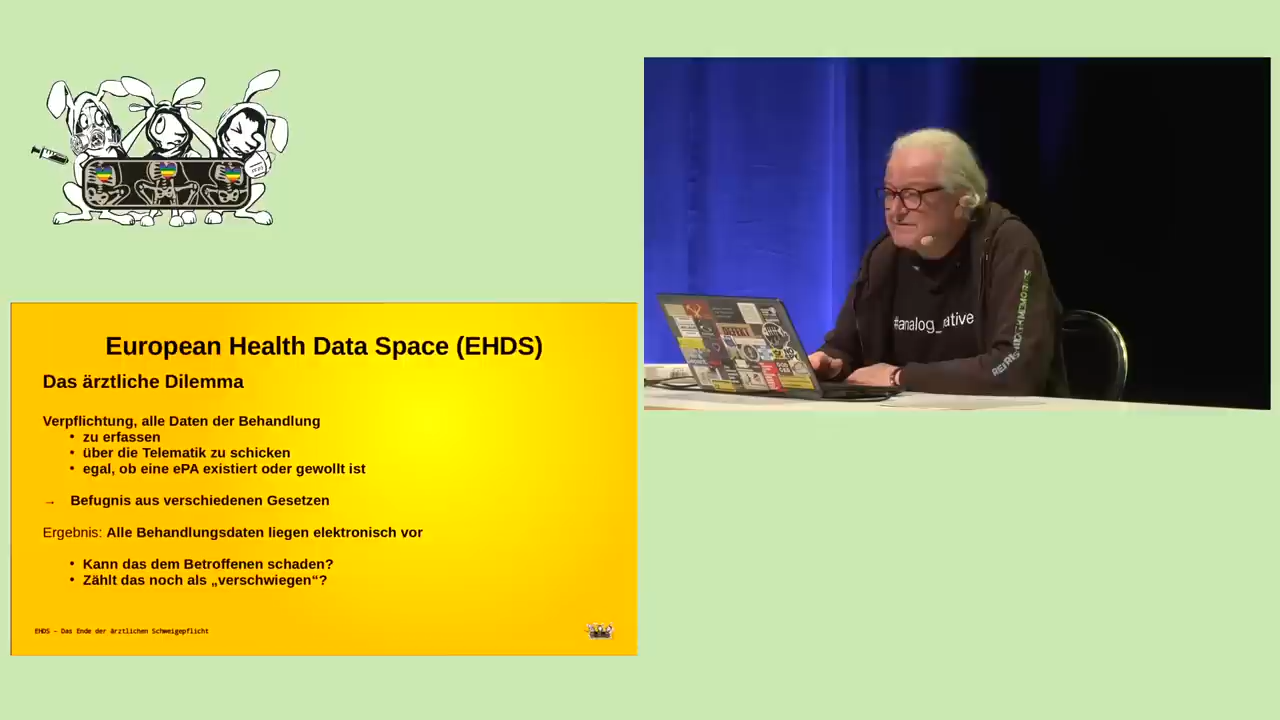 European Health Data Space (EHDS)
Das ärztliche Dilemma
Verpflichtung, alle Daten der Behandlung
• zu erfassen
• über die Telematik zu schicken
• egal, ob eine ePA existiert oder gewollt ist
→ Befugnis aus verschiedenen Gesetzen
Ergebnis: Alle Behandlungsdaten liegen elektronisch vor
• Kann das dem Betroffenen schaden?
• Zählt das noch als „verschwiegen“?
EHDS – Das Ende der ärztlichen Schweigepflicht
DEFEKT